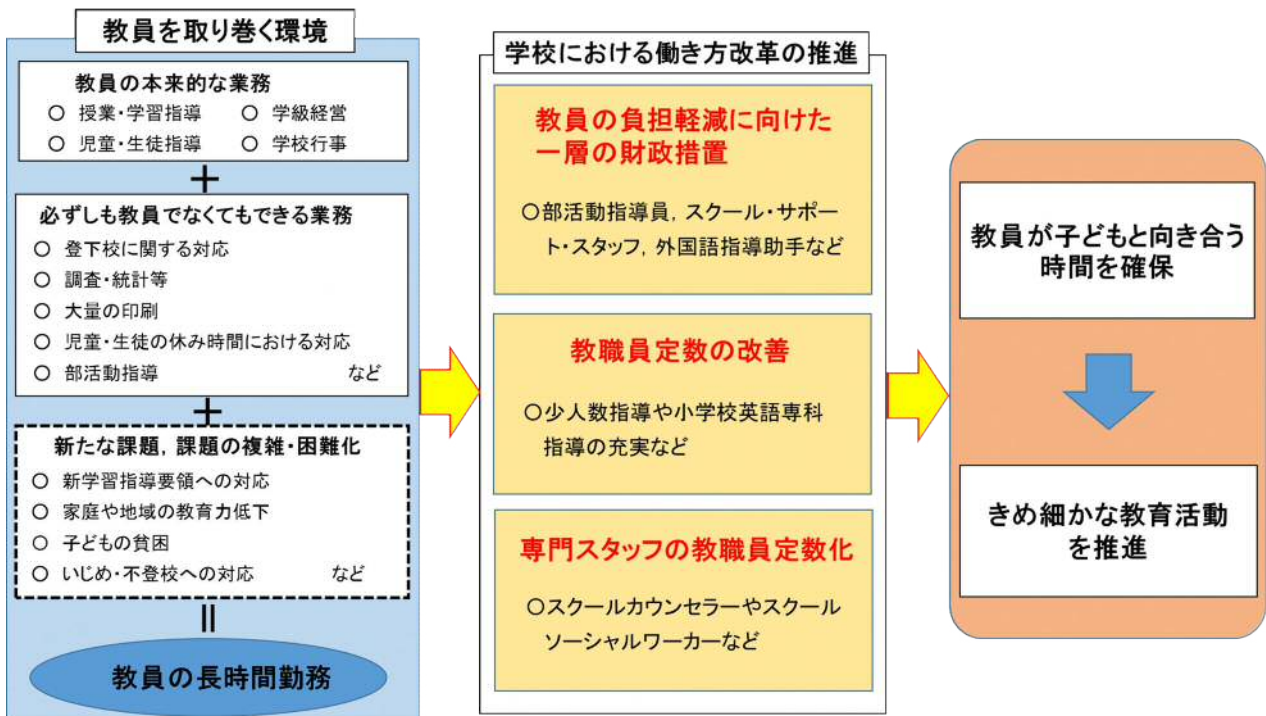 教員を取り巻く環境
教員の本来的な業務
○ 授業・学習指導 ○ 学級経営
○ 児童・生徒指導 ○ 学校行事
＋
必ずしも教員でなくてもできる業務
○ 登下校に関する対応
○ 調査・統計等
○ 大量の印刷
○ 児童・生徒の休み時間における対応
○ 部活動指導 など
＋
新たな課題，課題の複雑・困難化
○ 新学習指導要領への対応
○ 家庭や地域の教育力低下
○ 子どもの貧困
○ いじめ・不登校への対応 など
＝
教員の長時間勤務
学校における働き方改革の推進
教員の負担軽減に向けた
一層の財政措置
○部活動指導員，スクール・サポー
ト・スタッフ，外国語指導助手など
教職員定数の改善
○少人数指導や小学校英語専科
指導の充実など
専門スタッフの教職員定数化
○スクールカウンセラーやスクール
ソーシャルワーカーなど
教員が子どもと向き合う
時間を確保
きめ細かな教育活動
を推進